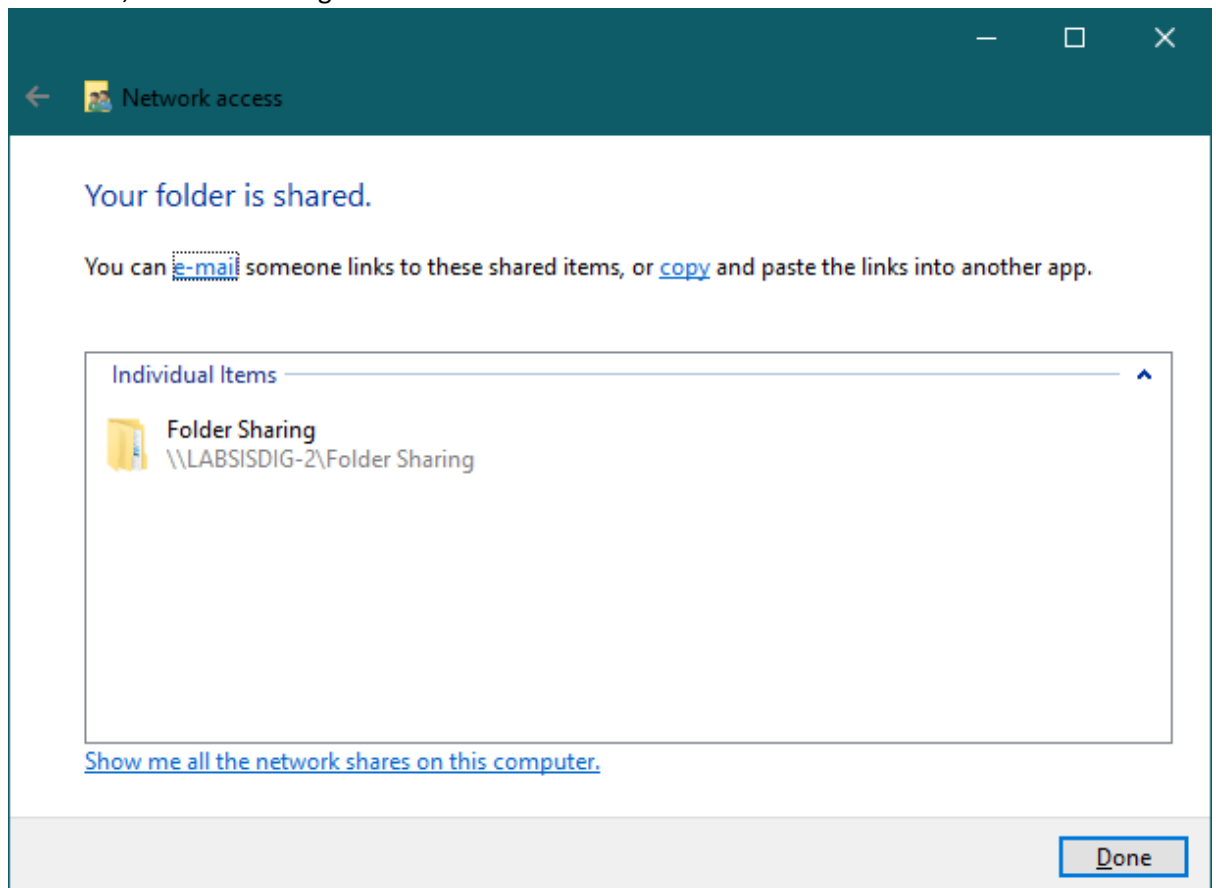 Network access
Your folder is shared.
You can e-mail someone links to these shared items, or copy and paste the links into another app.
Individual Items
Folder Sharing
\\LABSISDIG-2\Folder Sharing
Show me all the network shares on this computer.
Done